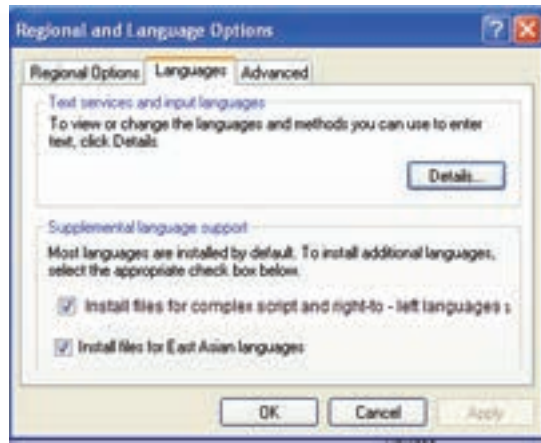 Regional and Language Options
Regional Options Languages Advanced
Text services and input languages
To view or change the languages and methods you can use to enter
text, click Details
Details...
Supplemental language support
Most languages are installed by default. To install additional languages,
select the appropriate check box below.
Install files for complex script and right-to - left languages
Install files for East Asian languages
OK Cancel Apply